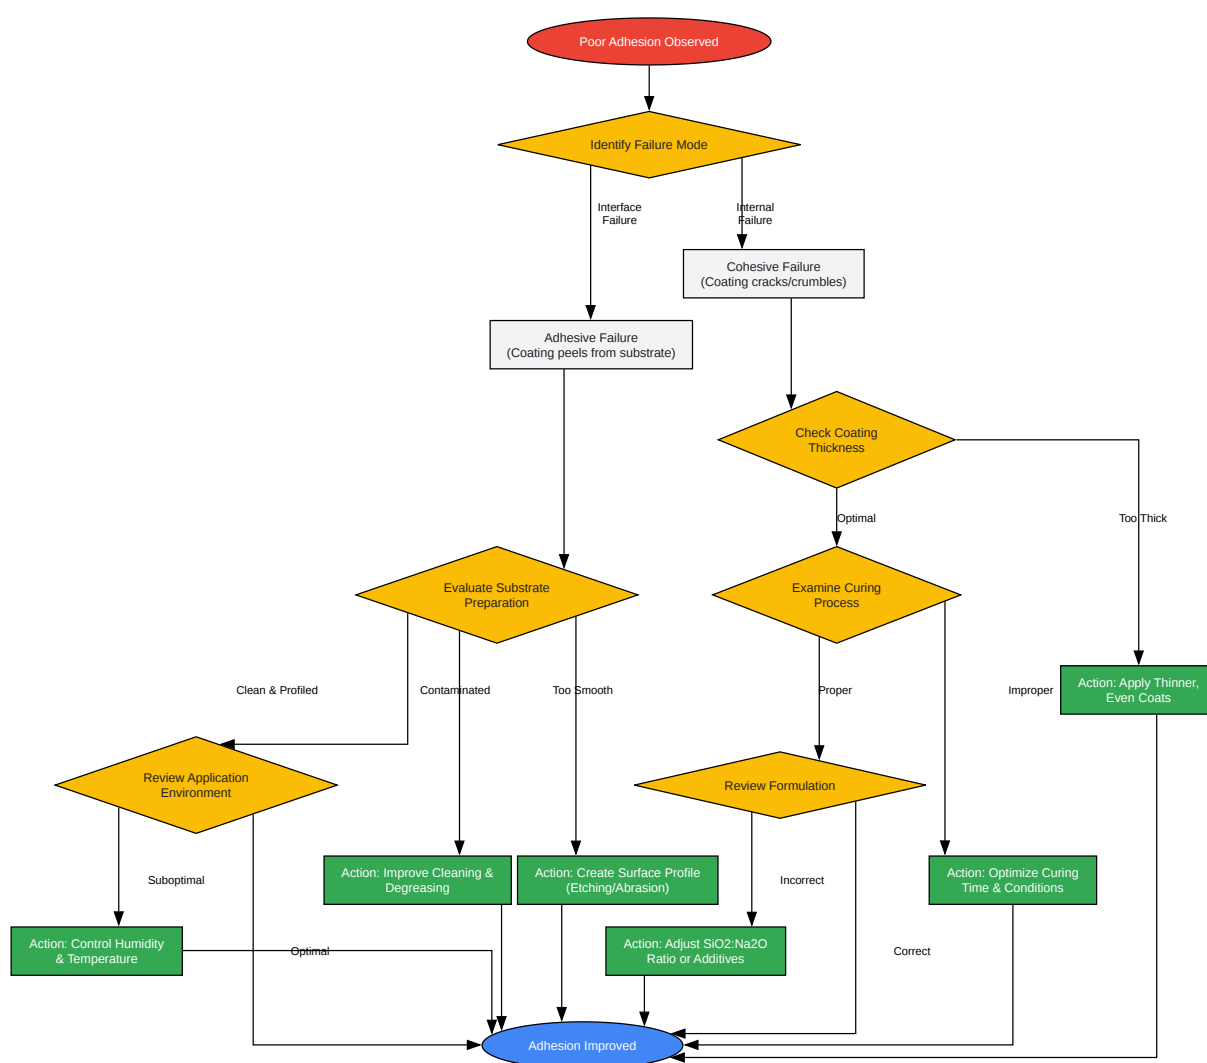 Poor Adhesion Observed
Identify Failure Mode
Interface
Failure
Internal
Failure
Cohesive Failure
(Coating cracks/crumbles)
Adhesive Failure
(Coating peels from substrate)
Check Coating
Thickness
Optimal
Too Thick
Evaluate Substrate
Preparation
Examine Curing
Process
Clean & Profiled
Contaminated
Too Smooth
Proper
Improper
Action: Apply Thinner,
Even Coats
Review Application
Environment
Review Formulation
Suboptimal
Action: Improve Cleaning &
Degreasing
Action: Create Surface Profile
(Etching/Abrasion)
Incorrect
Action: Optimize Curing
Time & Conditions
Action: Control Humidity
& Temperature
Optimal
Action: Adjust SiO2:Na2O
Ratio or Additives
Correct
Adhesion Improved